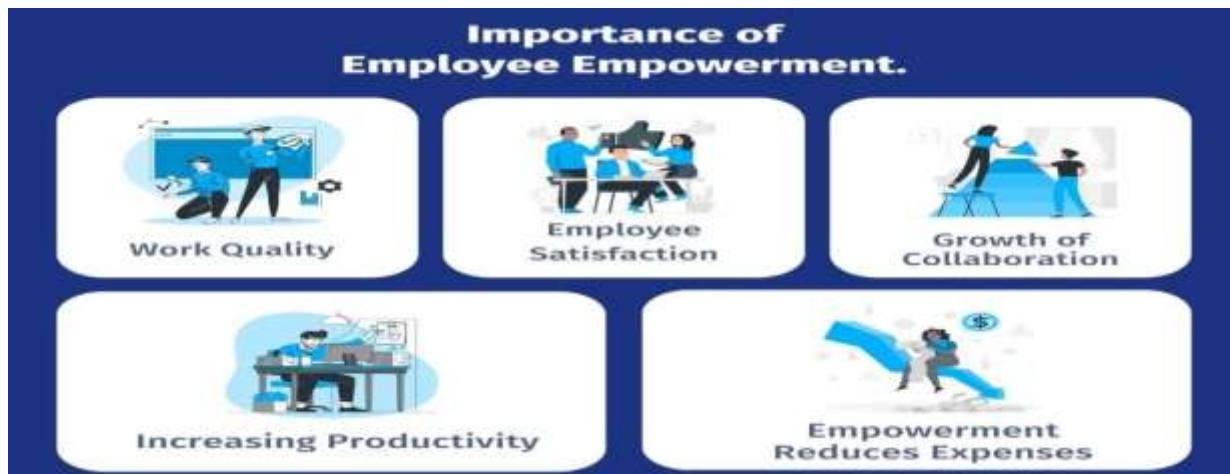 Importance of
Employee Empowerment.
Work Quality
Employee
Satisfaction
Growth of
Collaboration
$
Increasing Productivity
Empowerment
Reduces Expenses